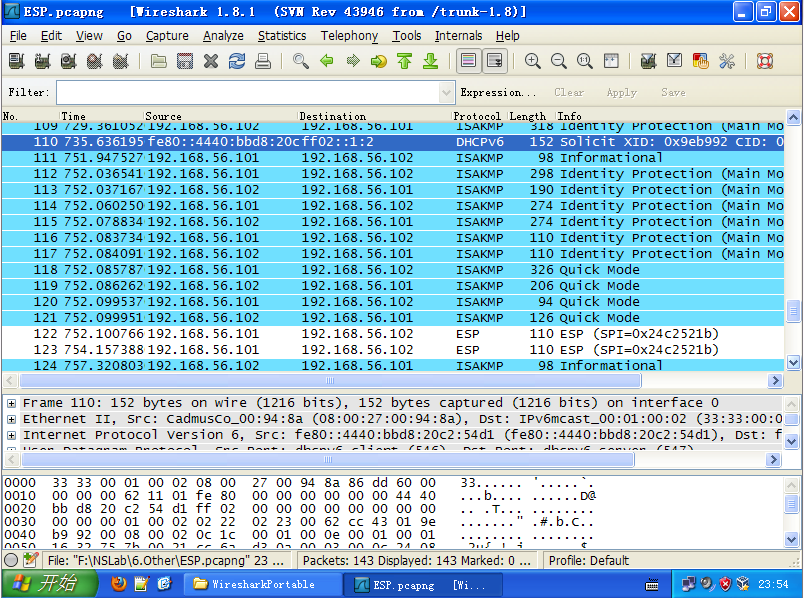 ESP.pcapng [Wireshark 1.8.1 (SVN Rev 43946 from /trunk-1.8)]
File Edit View Go Capture Analyze Statistics Telephony Tools Internals Help
Filter: Expression... Clear Apply Save
No. Time Source Destination Protocol Length Info
109 729.361052 192.168.56.102 192.168.56.101 ISAKMP 318 Identity Protection (Main Mo
110 735.636195 fe80::4440:bbd8:20c ff02::1:2 DHCPv6 152 Solicit XID: 0x9eb992 CID: 0
111 751.947527 192.168.56.101 192.168.56.102 ISAKMP 98 Informational
112 752.036541 192.168.56.101 192.168.56.102 ISAKMP 298 Identity Protection (Main Mo
113 752.037167 192.168.56.102 192.168.56.101 ISAKMP 190 Identity Protection (Main Mo
114 752.060250 192.168.56.101 192.168.56.102 ISAKMP 274 Identity Protection (Main Mo
115 752.078834 192.168.56.102 192.168.56.101 ISAKMP 274 Identity Protection (Main Mo
116 752.083734 192.168.56.101 192.168.56.102 ISAKMP 110 Identity Protection (Main Mo
117 752.084091 192.168.56.102 192.168.56.101 ISAKMP 110 Identity Protection (Main Mo
118 752.085787 192.168.56.101 192.168.56.102 ISAKMP 326 Quick Mode
119 752.086262 192.168.56.102 192.168.56.101 ISAKMP 206 Quick Mode
120 752.099537 192.168.56.101 192.168.56.102 ISAKMP 94 Quick Mode
121 752.099951 192.168.56.102 192.168.56.101 ISAKMP 126 Quick Mode
122 752.100766 192.168.56.101 192.168.56.102 ESP 110 ESP (SPI=0x24c2521b)
123 754.157388 192.168.56.101 192.168.56.102 ESP 110 ESP (SPI=0x24c2521b)
124 757.320803 192.168.56.101 192.168.56.102 ISAKMP 98 Informational
Frame 110: 152 bytes on wire (1216 bits), 152 bytes captured (1216 bits) on interface 0
Ethernet II, Src: CadmusCo_00:94:8a (08:00:27:00:94:8a), Dst: IPv6mcast_00:01:00:02 (33:33:00:0
Internet Protocol Version 6, Src: fe80::4440:bbd8:20c2:54d1 (fe80::4440:bbd8:20c2:54d1), Dst: f
User Datagram Protocol, Src Port: dhcpv6-client (546), Dst Port: dhcpv6-server (547)
0000 33 33 00 01 00 02 08 00 27 00 94 8a 86 dd 60 00 33...... '.....`.
0010 00 00 00 62 11 01 fe 80 00 00 00 00 00 00 44 40 ...b.... ......D@
0020 bb d8 20 c2 54 d1 ff 02 00 00 00 00 00 00 00 00 .. .T... ........
0030 00 00 00 01 00 02 02 22 02 23 00 62 cc 43 01 9e ......." .#.b.C..
0040 b9 92 00 08 00 02 0c 1c 00 01 00 0e 00 01 00 01 ........ ........
File: "F:\NSLab\6.Other\ESP.pcapng" 23 ... Packets: 143 Displayed: 143 Marked: 0 ... Profile: Default
开始 WiresharkPortable ESP.pcapng [Wi... 23:54